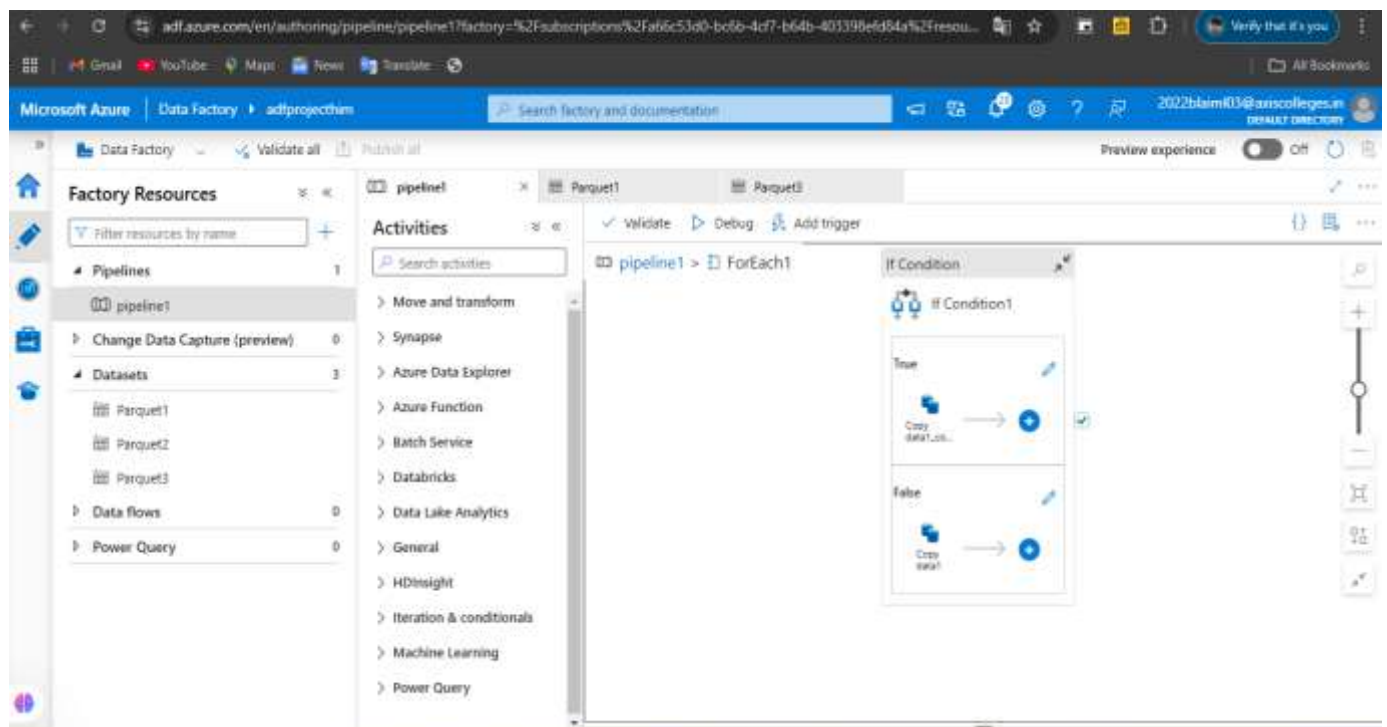 adf.azure.com/en/authoring/pipeline/pipeline1?factory=%2Fsubscriptions%2Fa66c53d0-bc6b-4cf7-b64b-403398efd84a%2Fresou...
Verify that it's you
Gmail YouTube Maps News Translate
All Bookmarks
Microsoft Azure Data Factory adfprojecthim
Search factory and documentation
2022blaiml03@axiscolleges.in
DEFAULT DIRECTORY
Data Factory Validate all Publish all
Preview experience Off
Factory Resources
Filter resources by name
Pipelines 1
pipeline1
Change Data Capture (preview) 0
Datasets 3
Parquet1
Parquet2
Parquet3
Data flows 0
Power Query 0
pipeline1 Parquet1 Parquet3
Activities
Search activities
Move and transform
Synapse
Azure Data Explorer
Azure Function
Batch Service
Databricks
Data Lake Analytics
General
HDInsight
Iteration & conditionals
Machine Learning
Power Query
Validate Debug Add trigger
pipeline1 > ForEach1
If Condition
If Condition1
True
Copy
data1_co...
False
Copy
data1